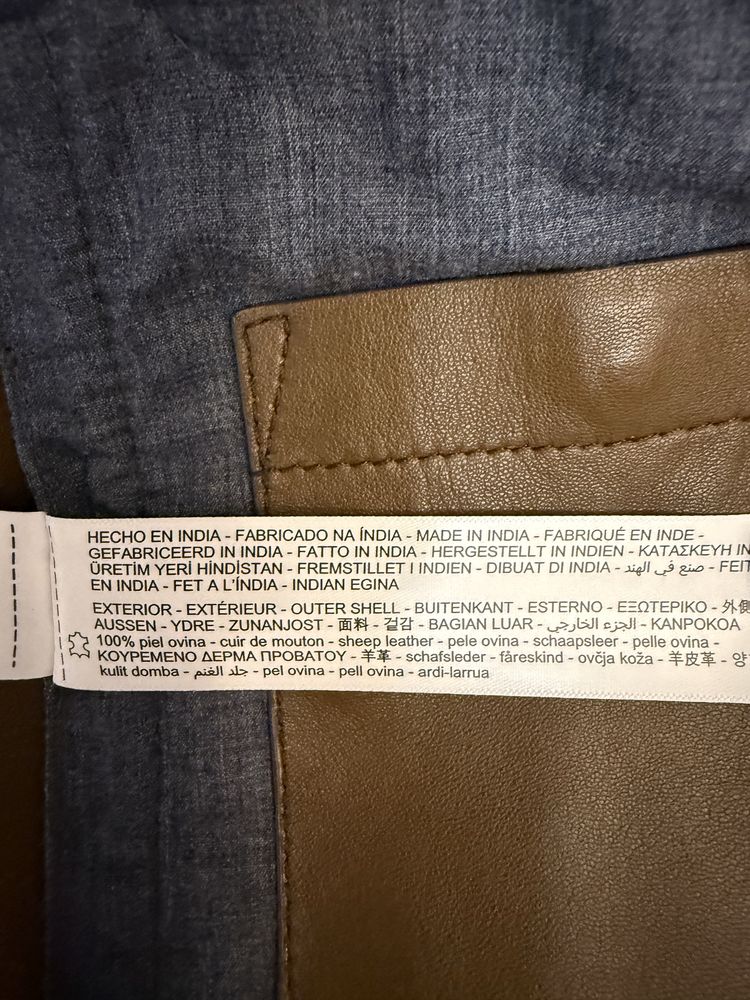 HECHO EN INDIA - FABRICADO NA ÍNDIA - MADE IN INDIA - FABRIQUÉ EN INDE -
GEFABRICEERD IN INDIA - FATTO IN INDIA - HERGESTELLT IN INDIEN - ΚΑΤΑΣΚΕΥΗ ΙΝ
ÜRETİM YERİ HİNDİSTAN - FREMSTILLET I INDIEN - DIBUAT DI INDIA - صنع في الهند - FEIT
EN INDIA - FET A L'ÍNDIA - INDIAN EGINA
EXTERIOR - EXTÉRIEUR - OUTER SHELL - BUITENKANT - ESTERNO - ΕΞΩΤΕΡΙΚΟ - 外側
AUSSEN - YDRE - ZUNANJOST - 面料 - 겉감 - BAGIAN LUAR - الجزء الخارجي - KANPOKOA
100% piel ovina - cuir de mouton - sheep leather - pele ovina - schaapsleer - pelle ovina -
ΚΟΥΡΕΜΕΝΟ ΔΕΡΜΑ ΠΡΟΒΑΤΟΥ - 羊革 - schafsleder - fåreskind - ovčja koža - 羊皮革 - 양
kulit domba - جلد الغنم - pel ovina - pell ovina - ardi-larrua